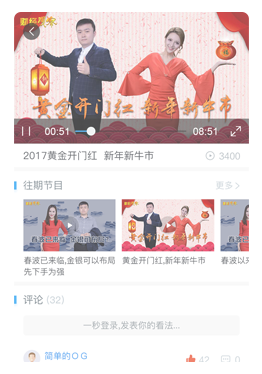 黄金开门红 新年新牛市
00:51
08:51
2017黄金开门红 新年新牛市
3400
往期节目
更多
春波已来临,金银可以布局
先下手为强
黄金开门红,新年新牛市
春波以来
评论 (32)
一秒登录,发表你的看法...
简单的OG
42
0